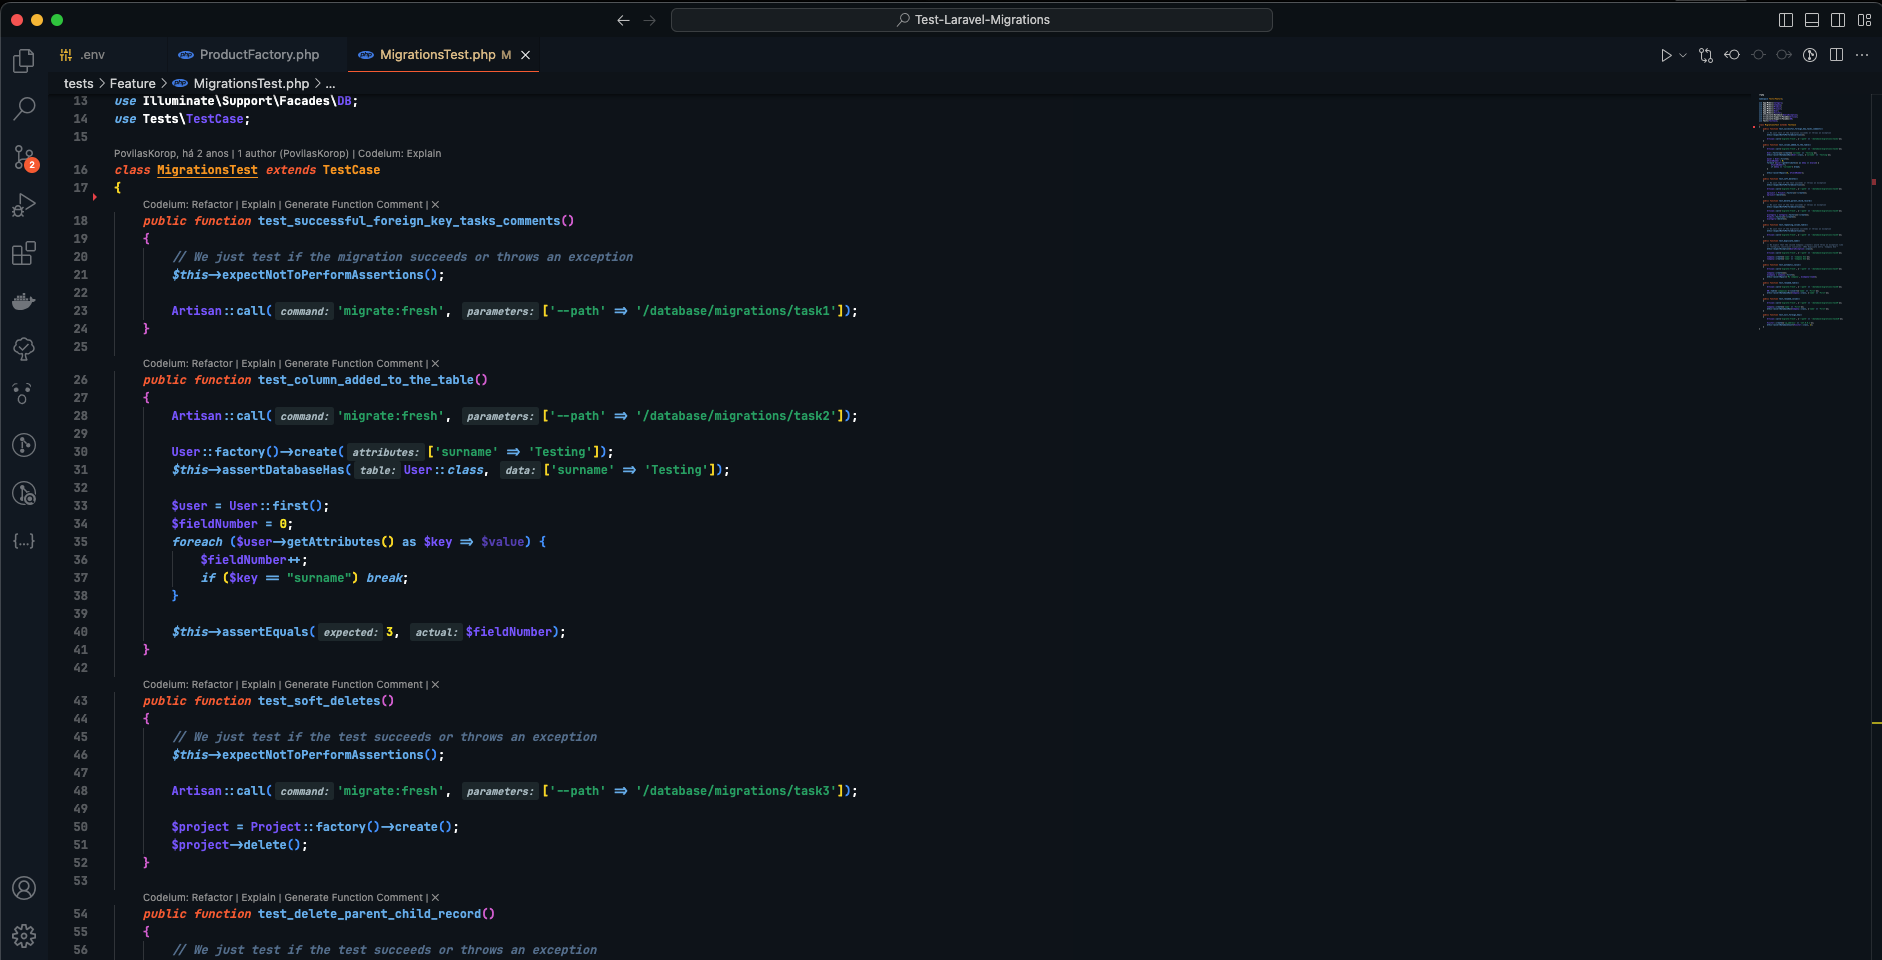 Test-Laravel-Migrations
.env
ProductFactory.php
MigrationsTest.php M
tests > Feature > MigrationsTest.php > ...
2
13 use Illuminate\Support\Facades\DB;
14 use Tests\TestCase;
15
PovilasKorop, há 2 anos | 1 author (PovilasKorop) | Codeium: Explain
16 class MigrationsTest extends TestCase
17 {
Codeium: Refactor | Explain | Generate Function Comment | ✕
18 public function test_successful_foreign_key_tasks_comments()
19 {
20 // We just test if the migration succeeds or throws an exception
21 $this->expectNotToPerformAssertions();
22
23 Artisan::call( command: 'migrate:fresh', parameters: ['--path' => '/database/migrations/task1']);
24 }
25
Codeium: Refactor | Explain | Generate Function Comment | ✕
26 public function test_column_added_to_the_table()
27 {
28 Artisan::call( command: 'migrate:fresh', parameters: ['--path' => '/database/migrations/task2']);
29
30 User::factory()->create( attributes: ['surname' => 'Testing']);
31 $this->assertDatabaseHas( table: User::class, data: ['surname' => 'Testing']);
32
33 $user = User::first();
34 $fieldNumber = 0;
35 foreach ($user->getAttributes() as $key => $value) {
36 $fieldNumber++;
37 if ($key == "surname") break;
38 }
39
40 $this->assertEquals( expected: 3, actual: $fieldNumber);
41 }
42
Codeium: Refactor | Explain | Generate Function Comment | ✕
43 public function test_soft_deletes()
44 {
45 // We just test if the test succeeds or throws an exception
46 $this->expectNotToPerformAssertions();
47
48 Artisan::call( command: 'migrate:fresh', parameters: ['--path' => '/database/migrations/task3']);
49
50 $project = Project::factory()->create();
51 $project->delete();
52 }
53
Codeium: Refactor | Explain | Generate Function Comment | ✕
54 public function test_delete_parent_child_record()
55 {
56 // We just test if the test succeeds or throws an exception